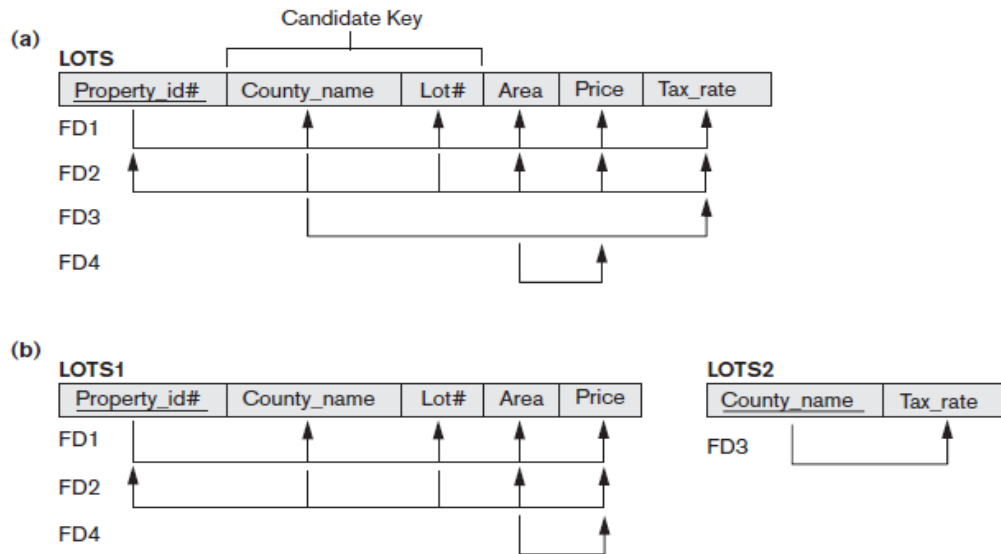 Candidate Key
(a)
LOTS
Property_id# County_name Lot# Area Price Tax_rate
FD1
FD2
FD3
FD4
(b)
LOTS1
Property_id# County_name Lot# Area Price
FD1
FD2
FD4
LOTS2
County_name Tax_rate
FD3